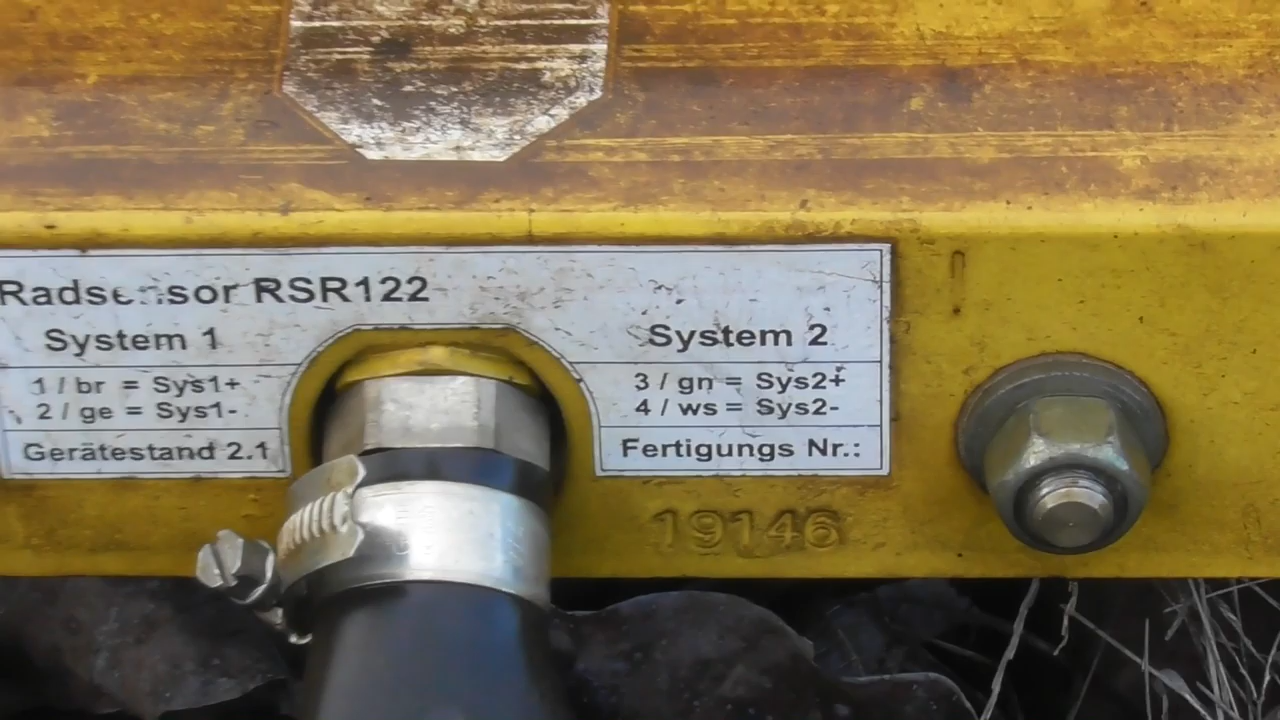 Radsensor RSR122
System 1
System 2
1 / br = Sys1+
2 / ge = Sys1-
3 / gn = Sys2+
4 / ws = Sys2-
Gerätestand 2.1
Fertigungs Nr.:
19146